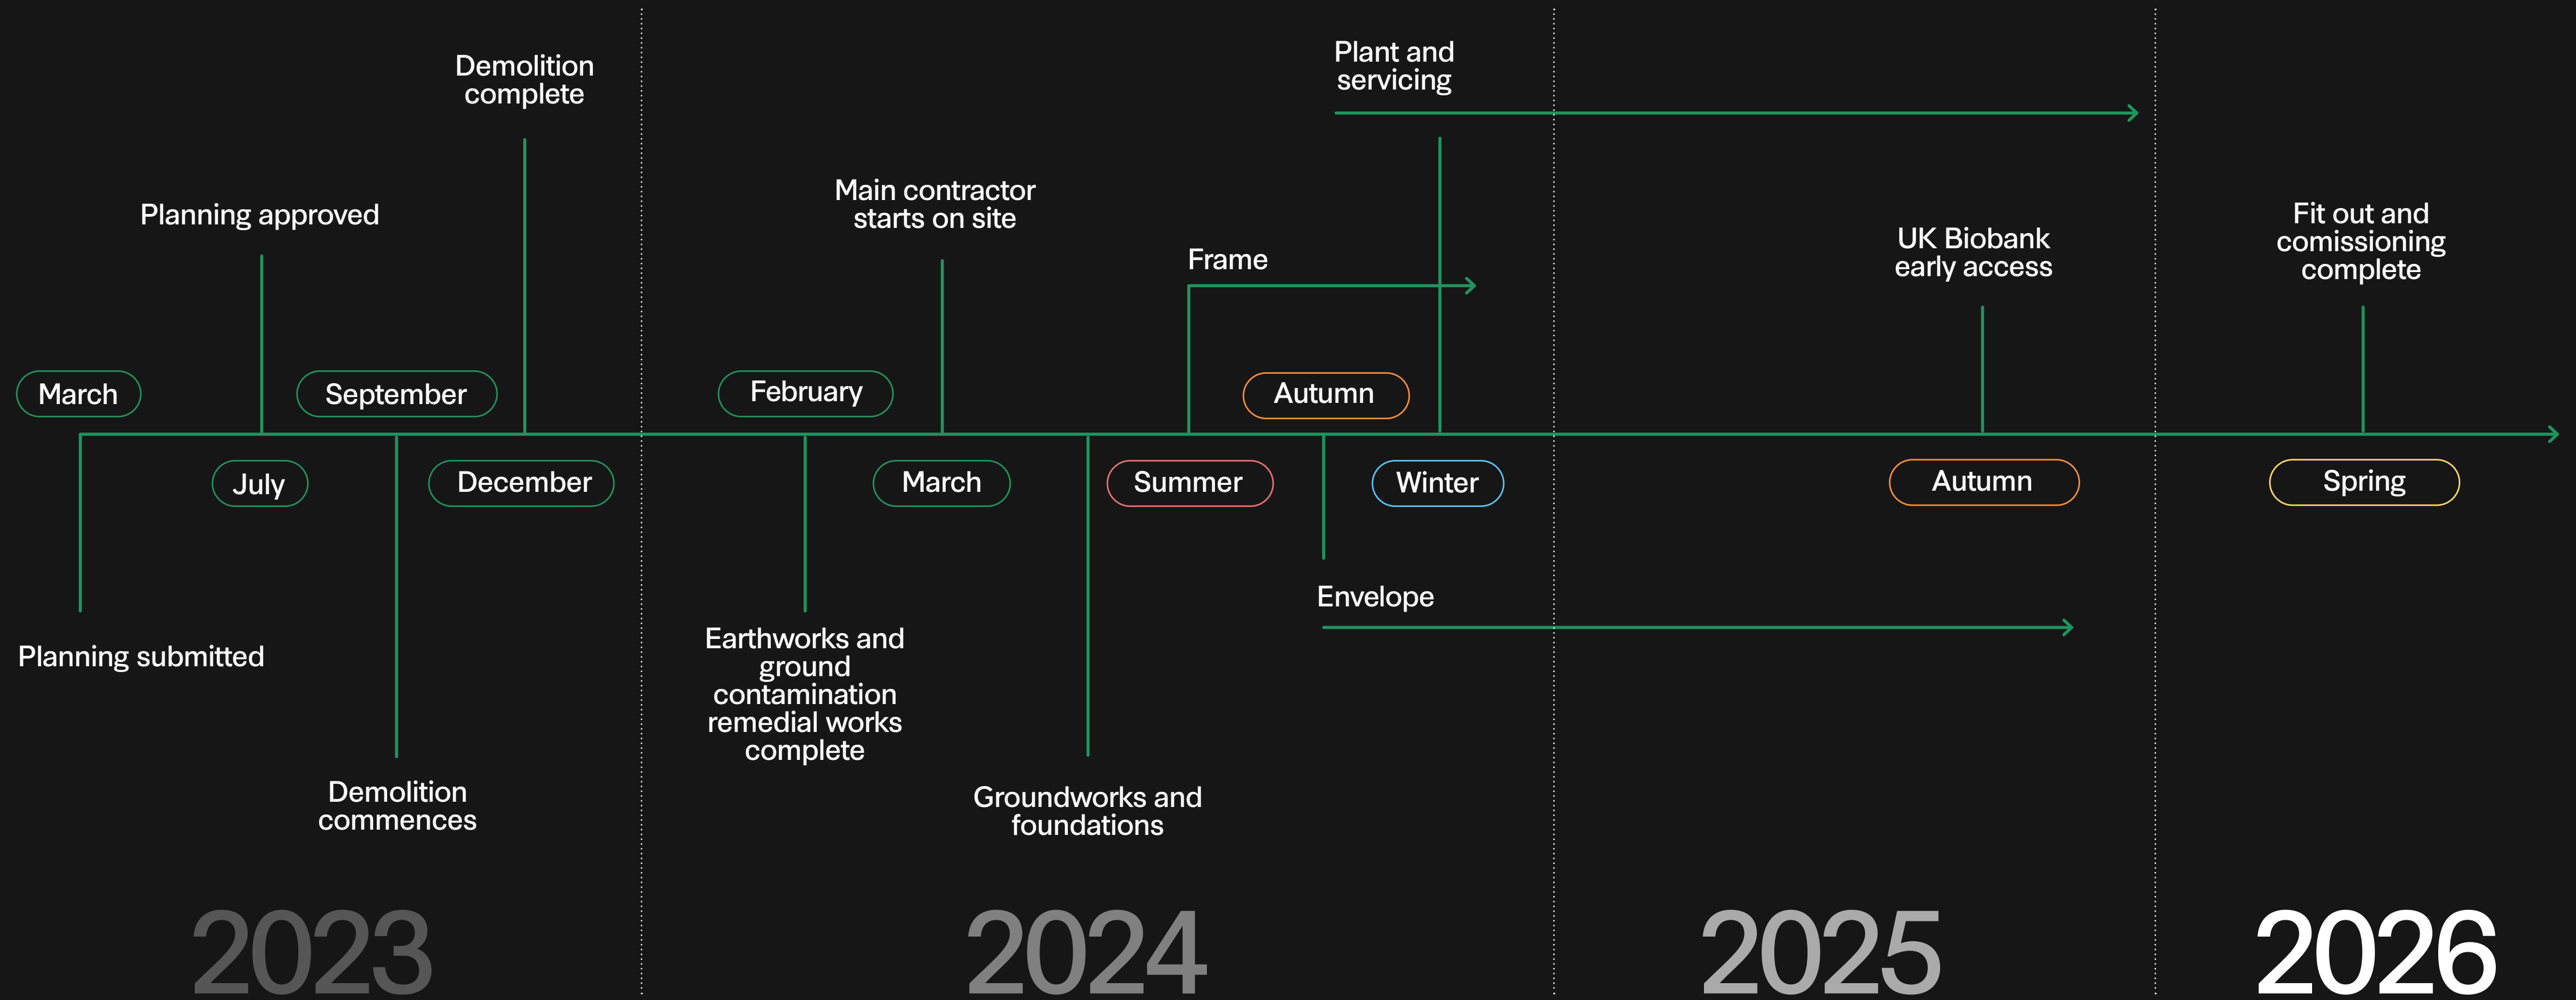 Demolition
complete
Plant and
servicing
Planning approved
Main contractor
starts on site
Frame
UK Biobank
early access
Fit out and
comissioning
complete
March
September
February
Autumn
July
December
March
Summer
Winter
Autumn
Spring
Envelope
Planning submitted
Earthworks and
ground
contamination
remedial works
complete
Demolition
commences
Groundworks and
foundations
2023
2024
2025
2026